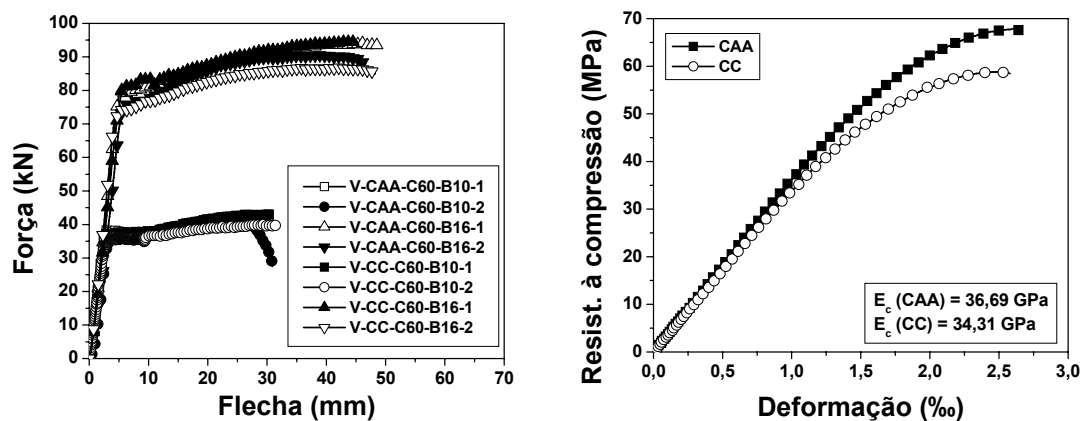 Força (kN)
100
90
80
70
60
50
40
30
20
10
0
0 10 20 30 40 50 60 70
Flecha (mm)
V-CAA-C60-B10-1
V-CAA-C60-B10-2
V-CAA-C60-B16-1
V-CAA-C60-B16-2
V-CC-C60-B10-1
V-CC-C60-B10-2
V-CC-C60-B16-1
V-CC-C60-B16-2
Resist. à compressão (MPa)
70
60
50
40
30
20
10
0
0,0 0,5 1,0 1,5 2,0 2,5 3,0
Deformação (‰)
CAA
CC
Ec (CAA) = 36,69 GPa
Ec (CC) = 34,31 GPa